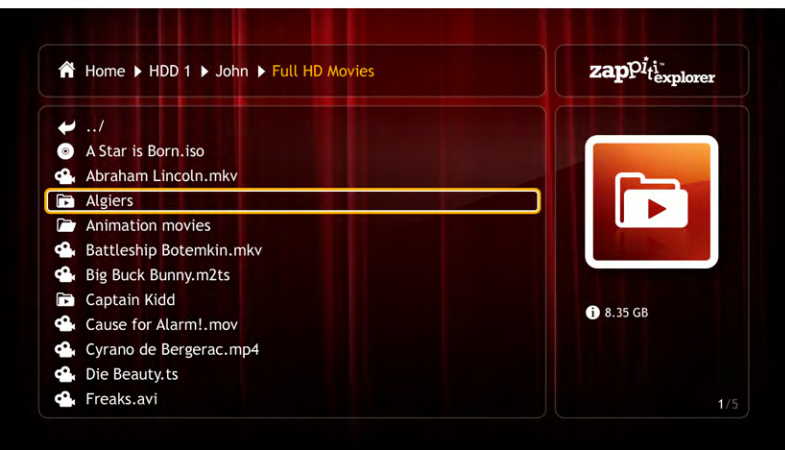 Home HDD 1 John Full HD Movies
zappiti™ explorer
../
A Star is Born.iso
Abraham Lincoln.mkv
Algiers
Animation movies
Battleship Botemkin.mkv
Big Buck Bunny.m2ts
Captain Kidd
Cause for Alarm!.mov
Cyrano de Bergerac.mp4
Die Beauty.ts
Freaks.avi
8.35 GB
1/5